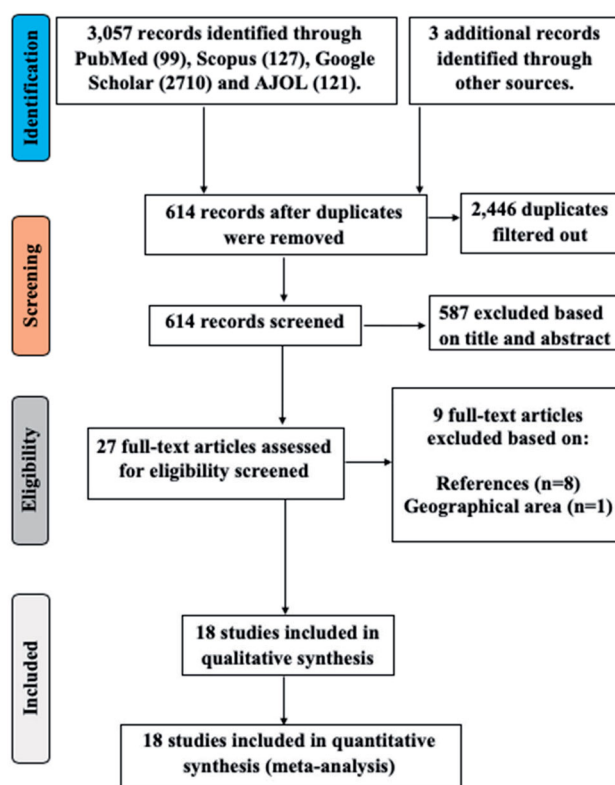 Identification
3,057 records identified through
PubMed (99), Scopus (127), Google
Scholar (2710) and AJOL (121).
3 additional records
identified through
other sources.
614 records after duplicates
were removed
2,446 duplicates
filtered out
Screening
614 records screened
587 excluded based
on title and abstract
Eligibility
27 full-text articles assessed
for eligibility screened
9 full-text articles
excluded based on:
References (n=8)
Geographical area (n=1)
Included
18 studies included in
qualitative synthesis
18 studies included in quantitative
synthesis (meta-analysis)